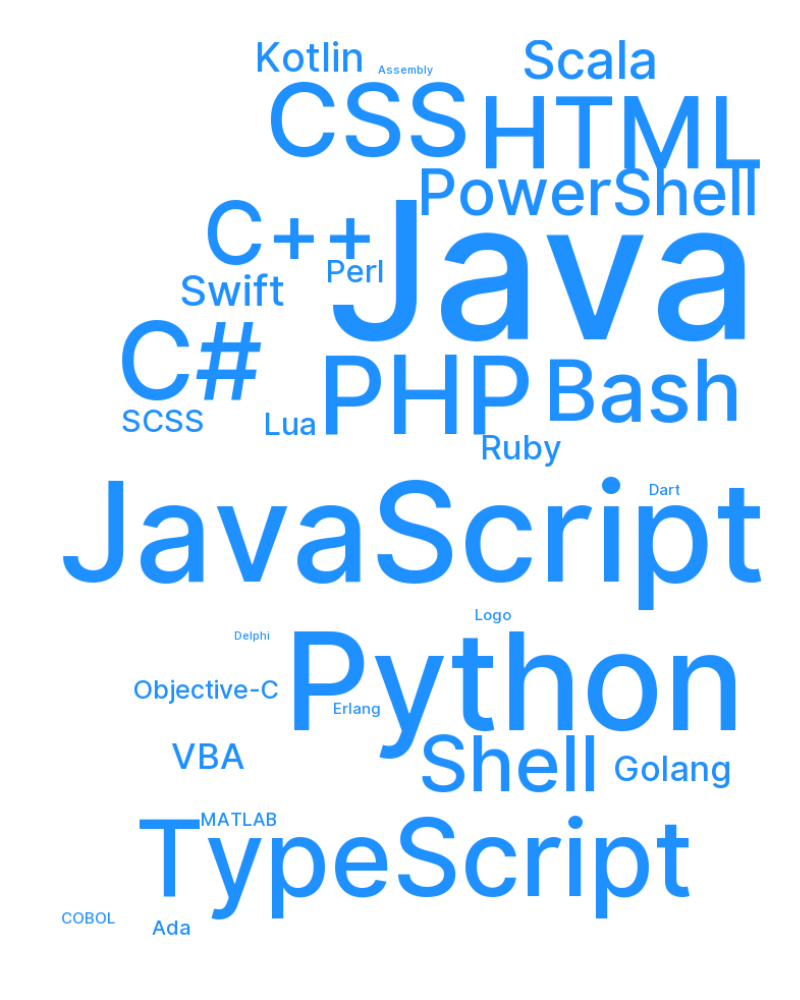 Kotlin
Assembly
Scala
CSS
HTML
PowerShell
C++
Java
Perl
Swift
C#
PHP
Bash
SCSS
Lua
Ruby
JavaScript
Dart
Logo
Delphi
Python
Objective-C
Erlang
VBA
Shell
Golang
MATLAB
TypeScript
COBOL
Ada